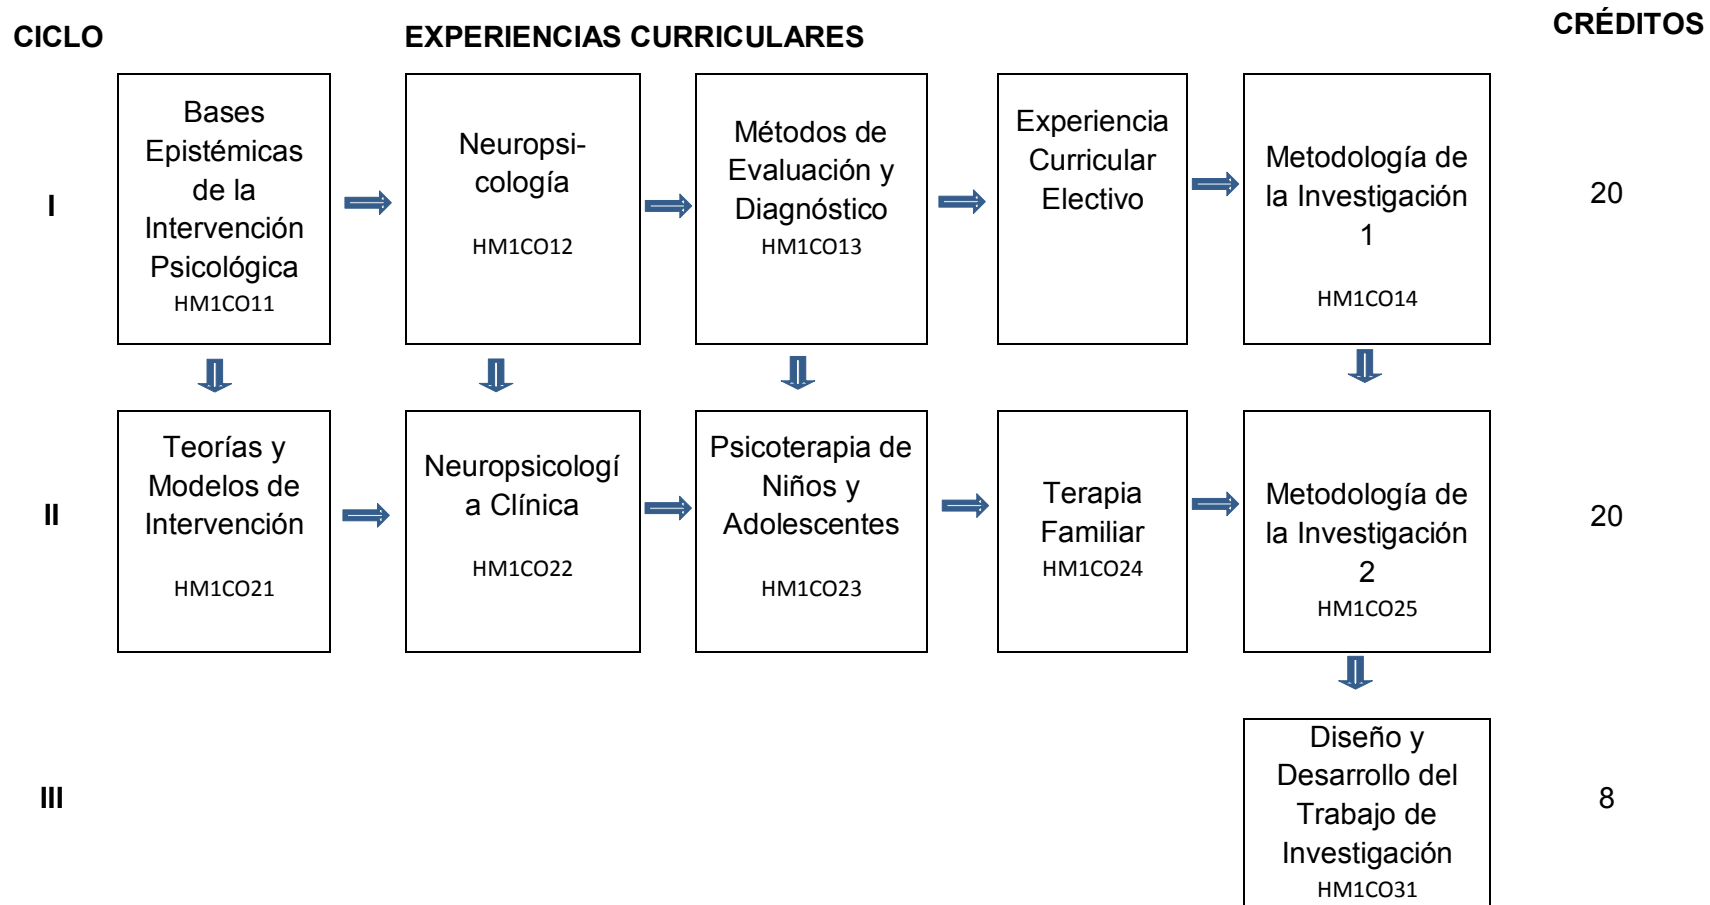 CICLO
EXPERIENCIAS CURRICULARES
CRÉDITOS
I
Bases
Epistémicas
de la
Intervención
Psicológica
HM1CO11
Neuropsi-
cología
HM1CO12
Métodos de
Evaluación y
Diagnóstico
HM1CO13
Experiencia
Curricular
Electivo
Metodología de
la Investigación
1
HM1CO14
20
II
Teorías y
Modelos de
Intervención
HM1CO21
Neuropsicologí
a Clínica
HM1CO22
Psicoterapia de
Niños y
Adolescentes
HM1CO23
Terapia
Familiar
HM1CO24
Metodología de
la Investigación
2
HM1CO25
20
III
Diseño y
Desarrollo del
Trabajo de
Investigación
HM1CO31
8